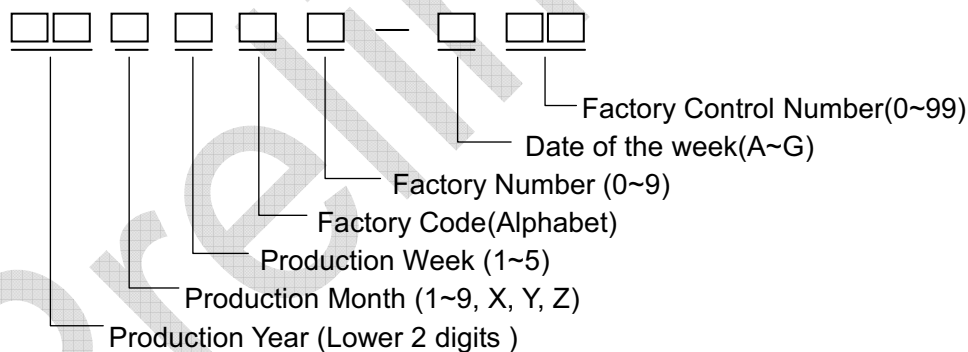 □□ □ □ □ □ — □ □□
Factory Control Number(0~99)
Date of the week(A~G)
Factory Number (0~9)
Factory Code(Alphabet)
Production Week (1~5)
Production Month (1~9, X, Y, Z)
Production Year (Lower 2 digits )